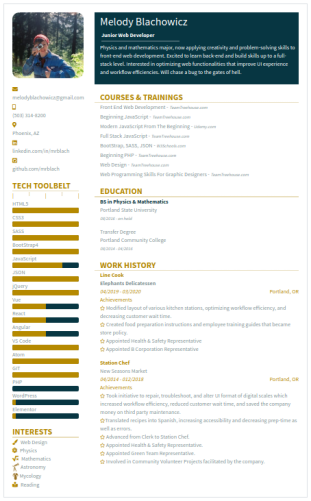 Melody Blachowicz
Junior Web Developer
Physics and mathematics major, now applying creativity and problem-solving skills to
front-end web development. Excited to learn back-end and build skills up to a full-
stack level. Interested in optimizing web functionalities that improve UI experience
and workflow efficiencies. Will chase a bug to the gates of hell.
melodyblachowicz@gmail.com
Phoenix, AZ
linkedin.com/in/mrblach
github.com/mrblach
TECH TOOLBELT
HTML5
CSS3
SASS
BootStrap4
JavaScript
JSON
jQuery
Vue
React
Angular
VS Code
Atom
GIT
PHP
WordPress
Elementor
INTERESTS
Web Design
Physics
Mathematics
Astronomy
Mycology
Reading
COURSES & TRAININGS
Front End Web Development - TeamTreehouse.com
Beginning JavaScript - TeamTreehouse.com
Modern JavaScript From The Beginning - Udemy.com
Full Stack JavaScript - TeamTreehouse.com
BootStrap, SASS, JSON - W3Schools.com
Beginning PHP - TeamTreehouse.com
Web Design - TeamTreehouse.com
Web Programming Skills For Graphic Designers - TeamTreehouse.com
EDUCATION
BS in Physics & Mathematics
Portland State University
Transfer Degree
Portland Community College
WORK HISTORY
Line Cook
Elephants Delicatessen
04/2019 - 03/2020 Portland, OR
Achievements
Modified layout of various kitchen stations, optimizing workflow efficiency, and
decreasing customer wait time.
Created food preparation instructions and employee training guides that became
store policy.
Appointed Health & Safety Representative
Appointed B Corporation Representative
Station Chef
New Seasons Market
Portland, OR
Achievements
Took initiative to repair, troubleshoot, and alter UI format of digital scales which
increased workflow efficiency, reduced customer wait time, and saved the company
money on third party maintenance.
Translated recipes into Spanish, increasing accessibility and decreasing prep-time as
well as errors.
Advanced from Clerk to Station Chef.
Appointed Health & Safety Representative.
Appointed Green Team Representative
Involved in Community Volunteer Projects facilitated by the company.